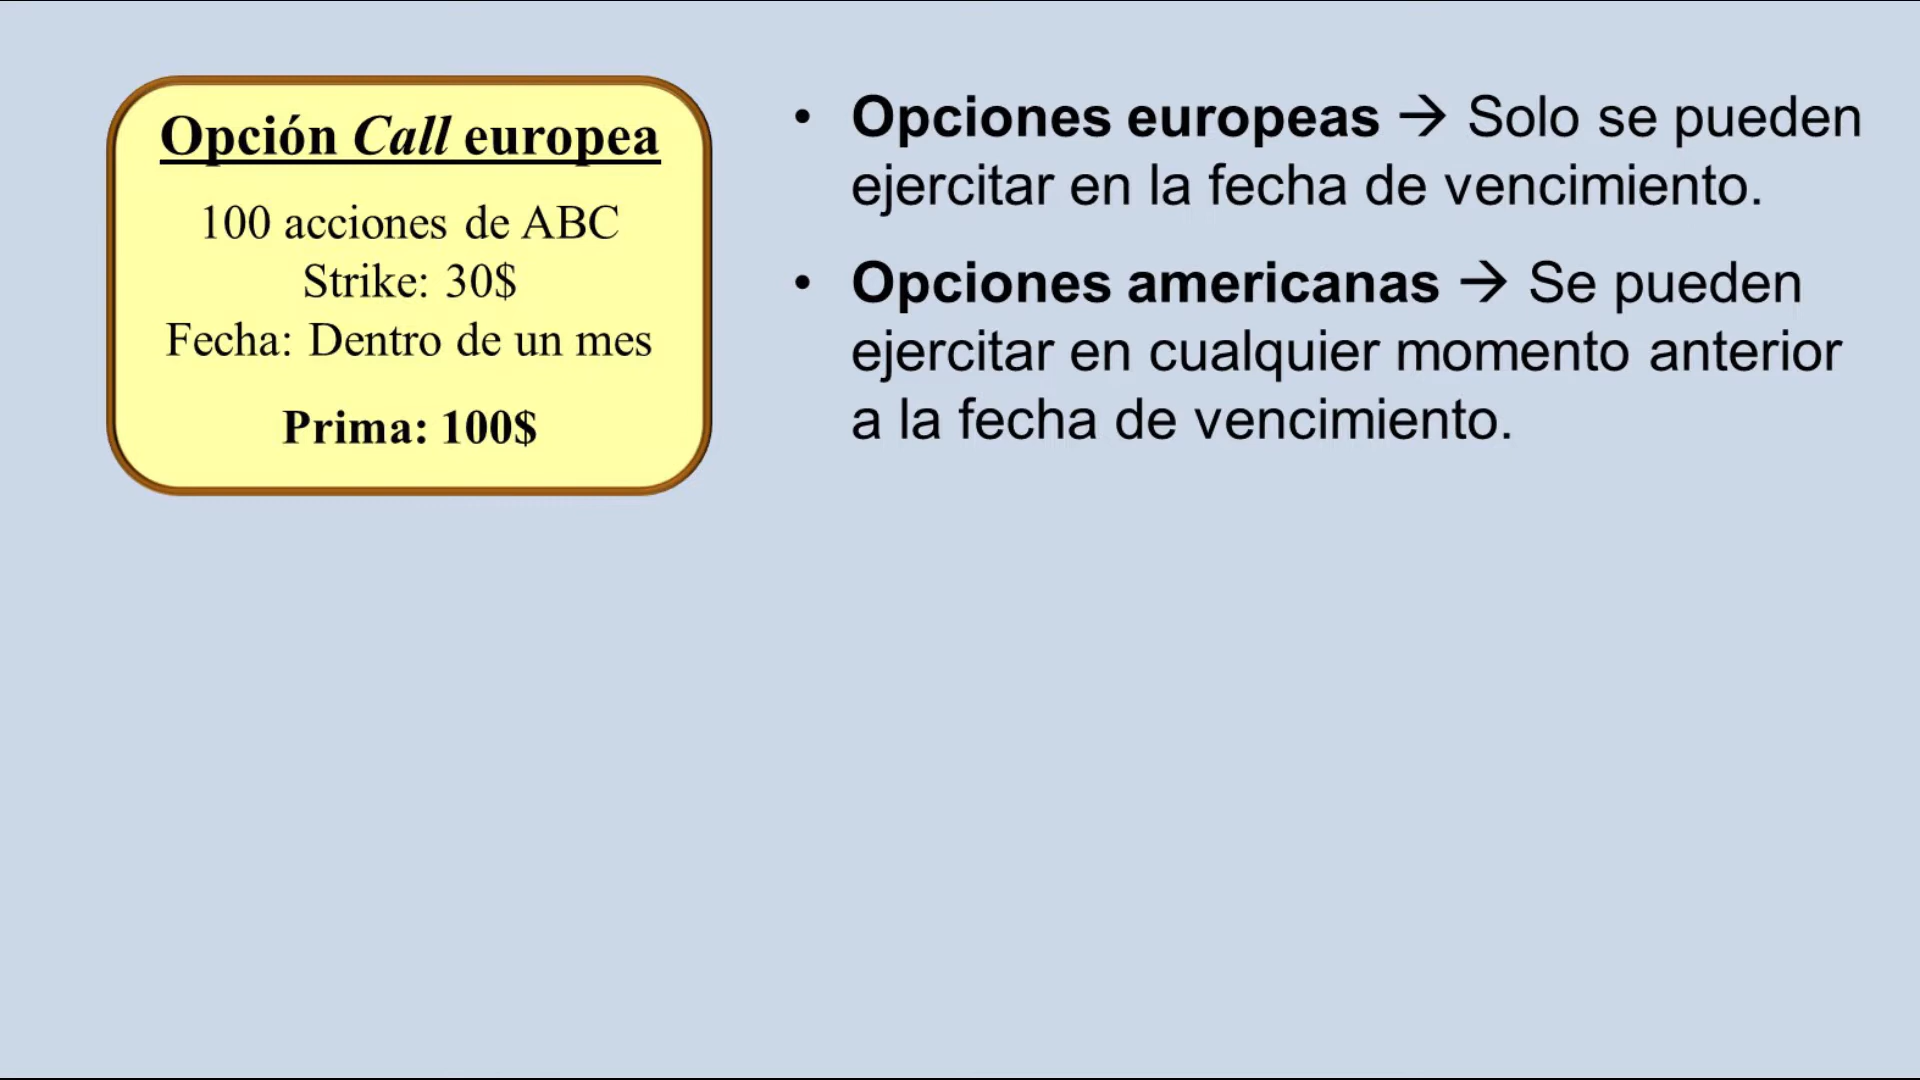 Opción Call europea
100 acciones de ABC
Strike: 30$
Fecha: Dentro de un mes
Prima: 100$
• Opciones europeas → Solo se pueden
ejercitar en la fecha de vencimiento.
• Opciones americanas → Se pueden
ejercitar en cualquier momento anterior
a la fecha de vencimiento.